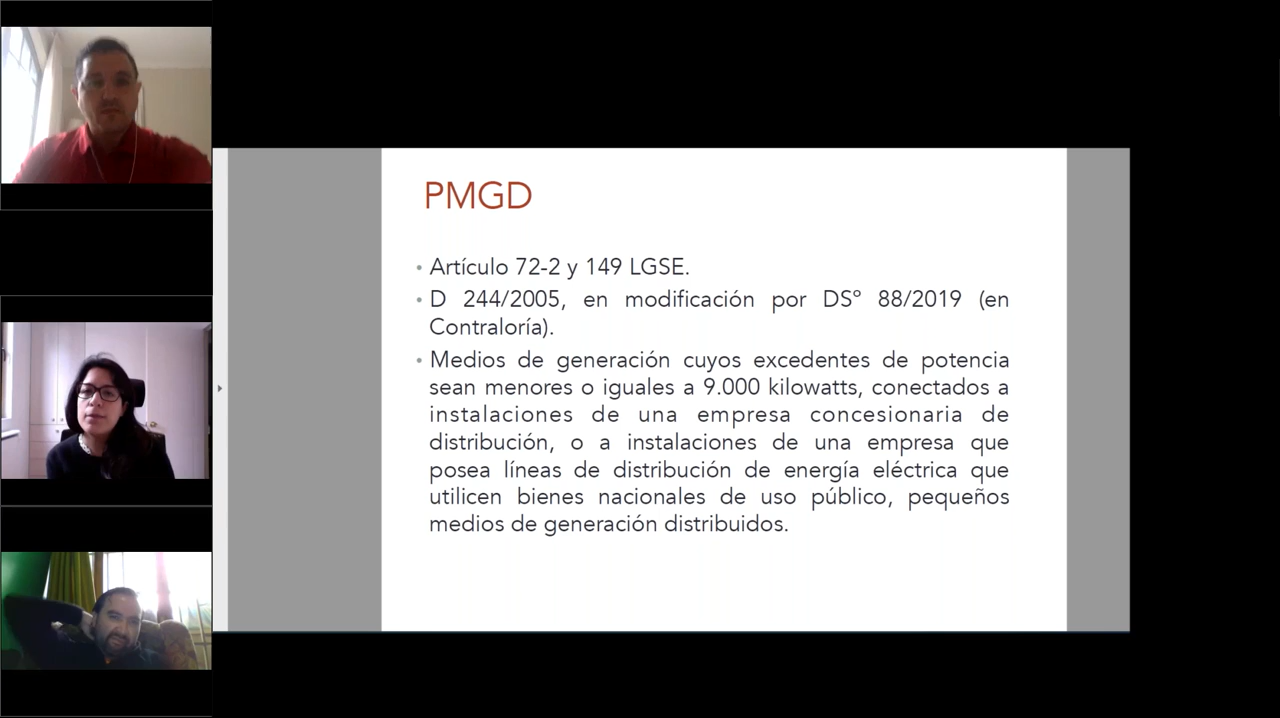 PMGD
• Artículo 72-2 y 149 LGSE.
• D 244/2005, en modificación por DSº 88/2019 (en
Contraloría).
• Medios de generación cuyos excedentes de potencia
sean menores o iguales a 9.000 kilowatts, conectados a
instalaciones de una empresa concesionaria de
distribución, o a instalaciones de una empresa que
posea líneas de distribución de energía eléctrica que
utilicen bienes nacionales de uso público, pequeños
medios de generación distribuidos.